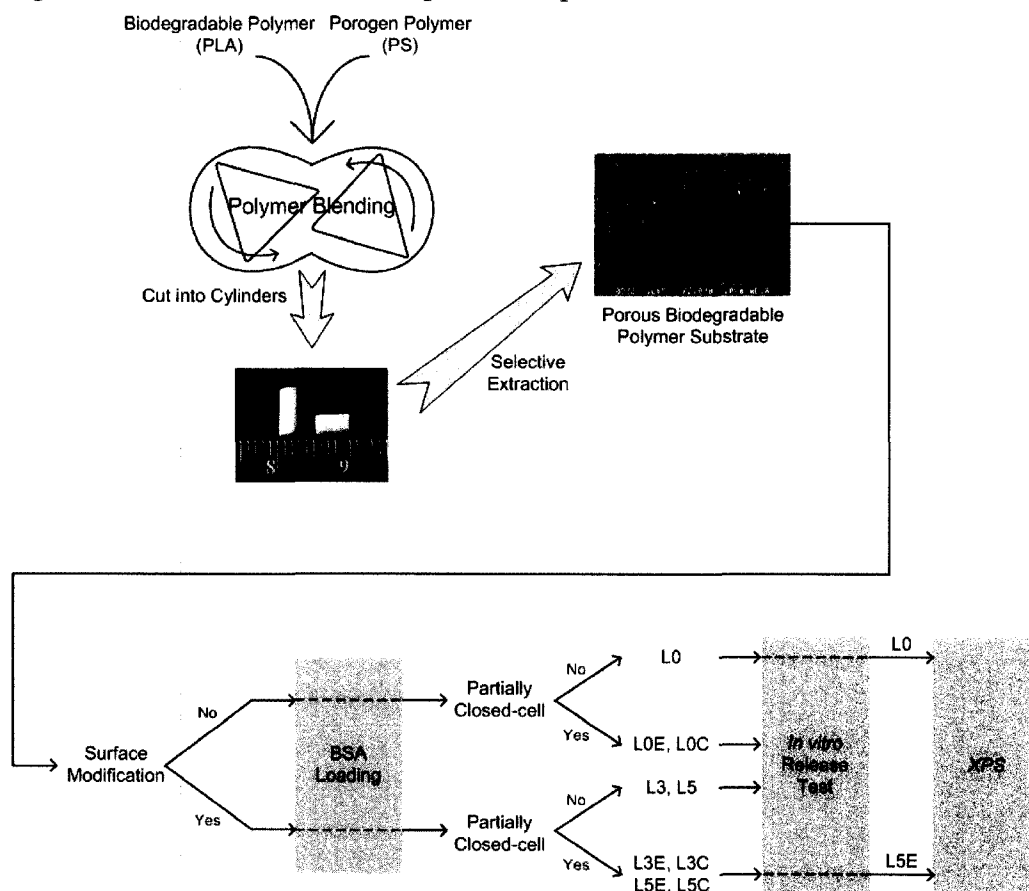 Biodegradable Polymer
(PLA)
Porogen Polymer
(PS)
Polymer Blending
Cut into Cylinders
8 9
Selective
Extraction
Porous Biodegradable
Polymer Substrate
Surface
Modification
No
Yes
BSA
Loading
Partially
Closed-cell
No
Yes
L0
L0E, L0C
Partially
Closed-cell
No
Yes
L3, L5
L3E, L3C
L5E, L5C
In vitro
Release
Test
L0
L5E
XPS